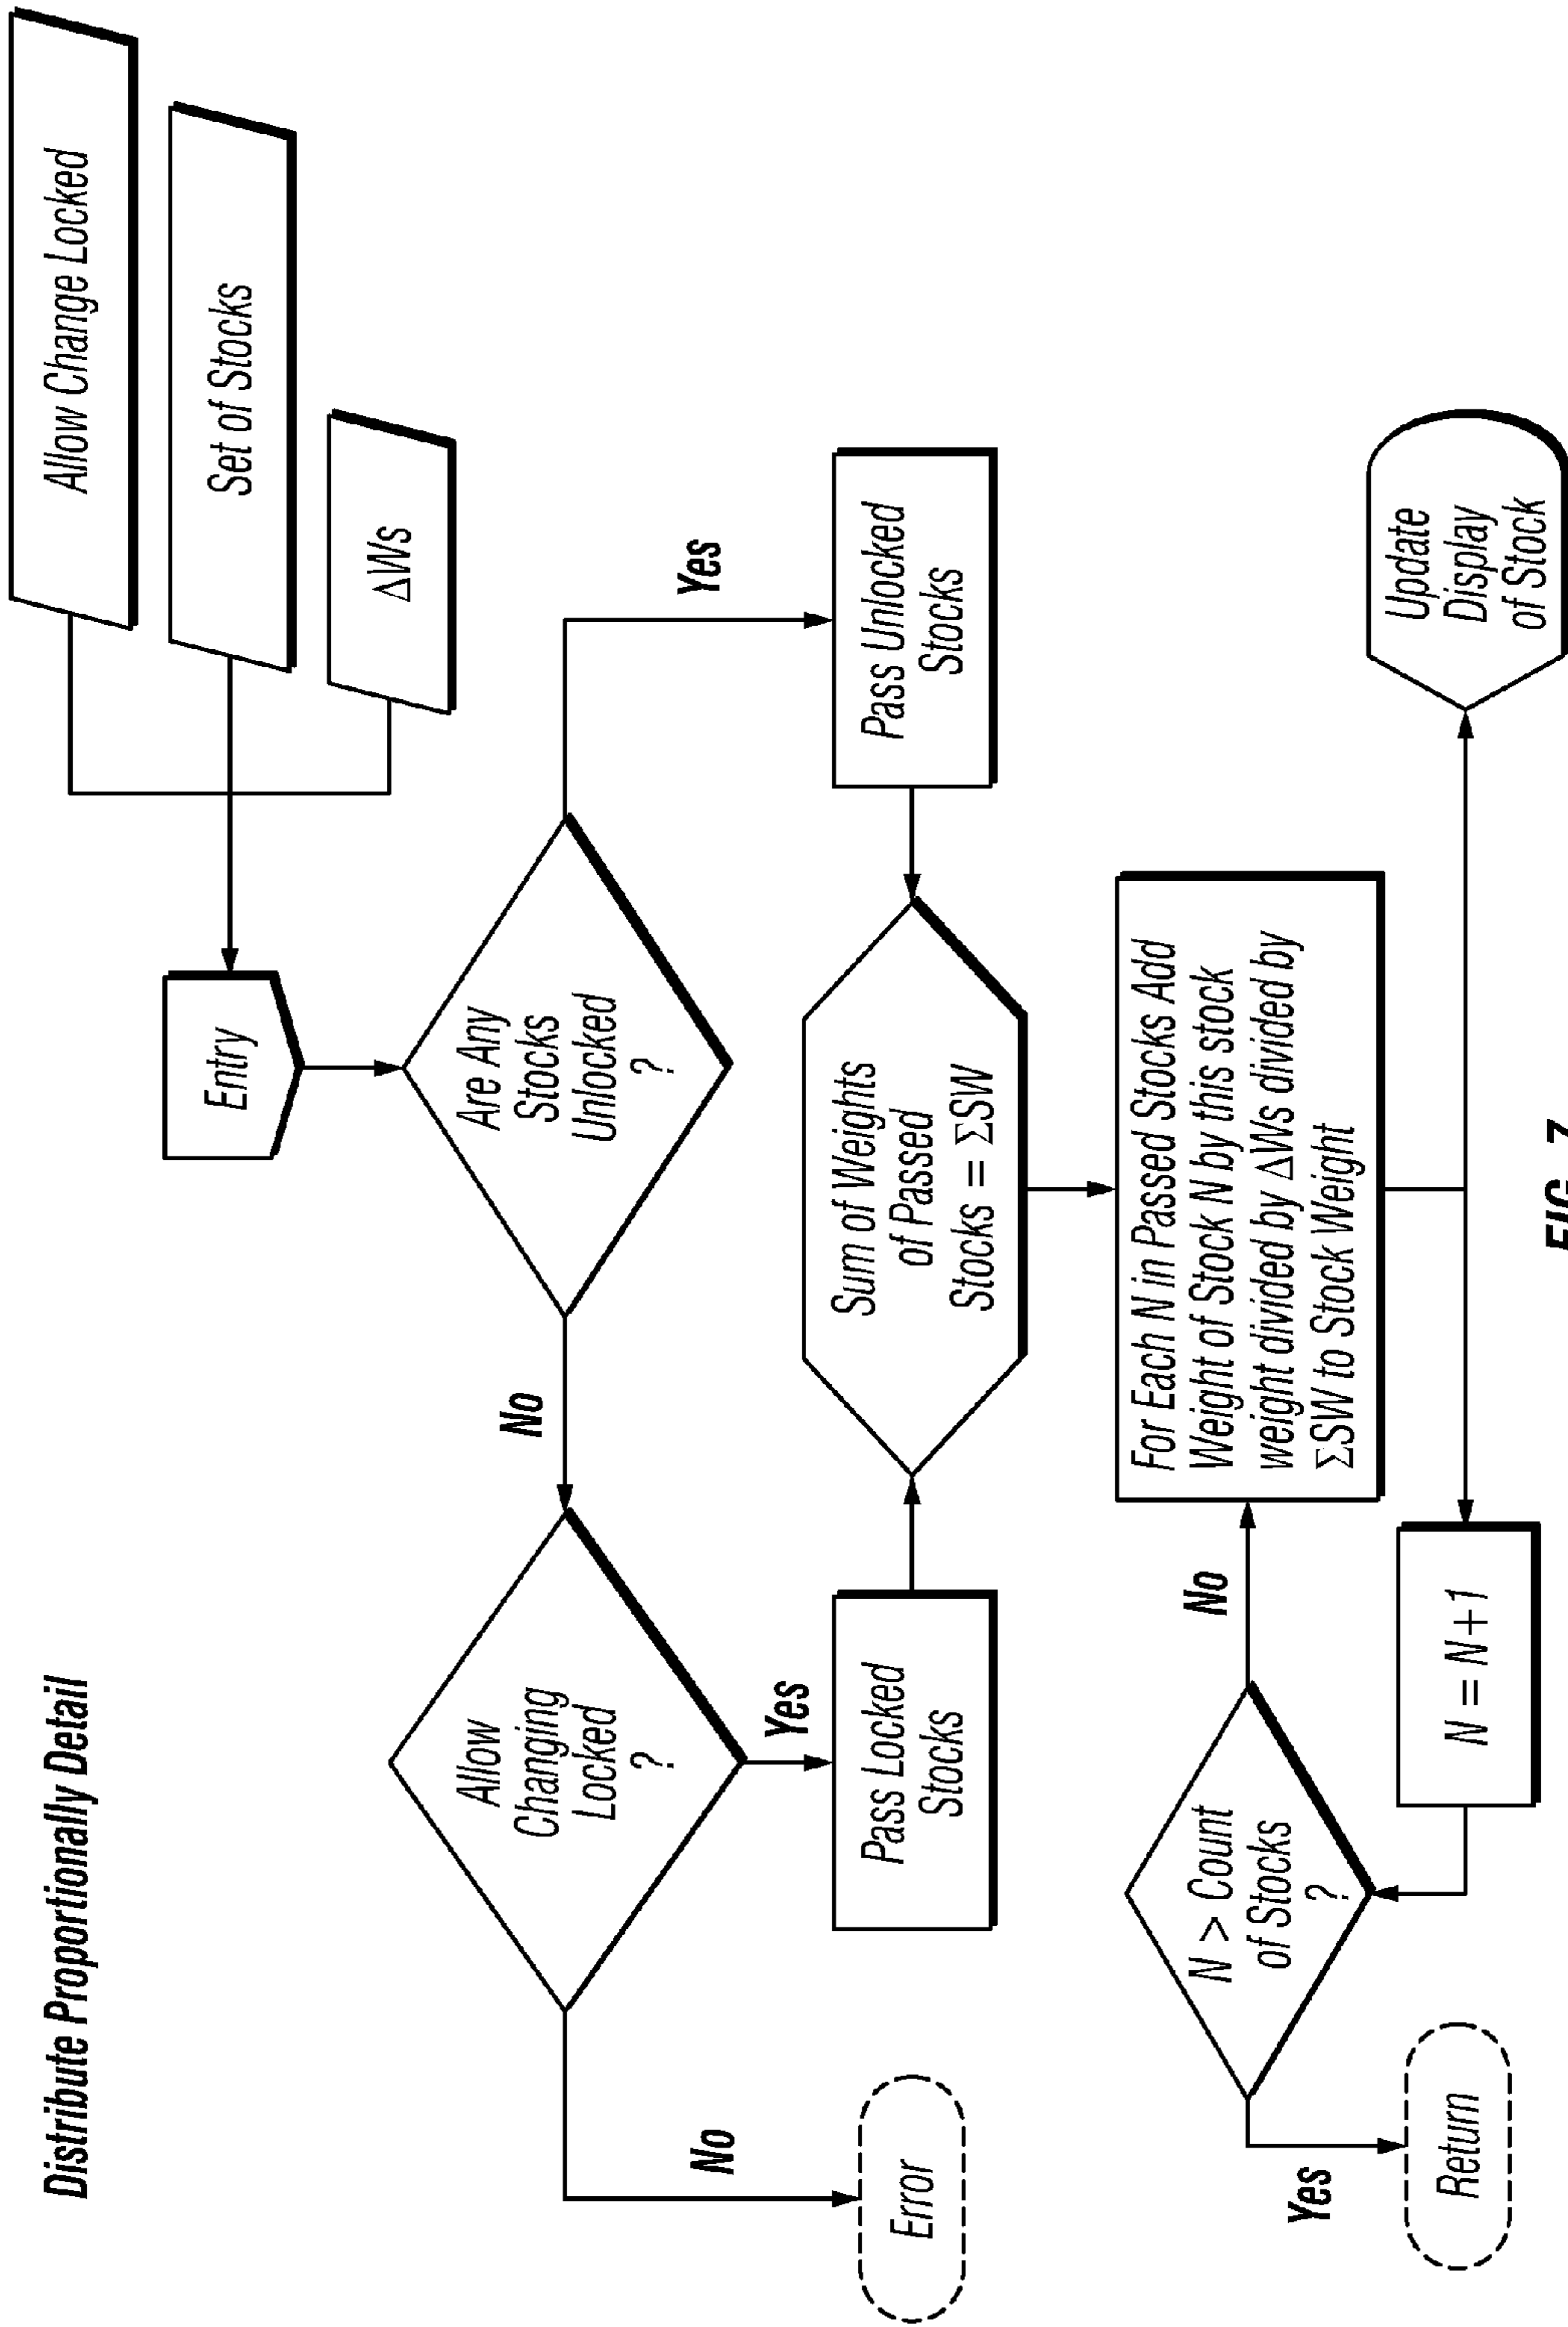 Distribute Proportionally Detail
Allow Change Locked
Set of Stocks
ΔWs
Entry
Are Any
Stocks
Unlocked
?
No
Yes
Allow
Changing
Locked
?
No
Yes
Error
Pass Locked
Stocks
Sum of Weights
of Passed
Stocks = ΣSW
Pass Unlocked
Stocks
For Each N in Passed Stocks Add
Weight of Stock N by this stock
weight divided by ΔWs divided by
ΣSW to Stock Weight
N > Count
of Stocks
?
No
Yes
Return
N = N+1
Update
Display
of Stock
FIG. 7